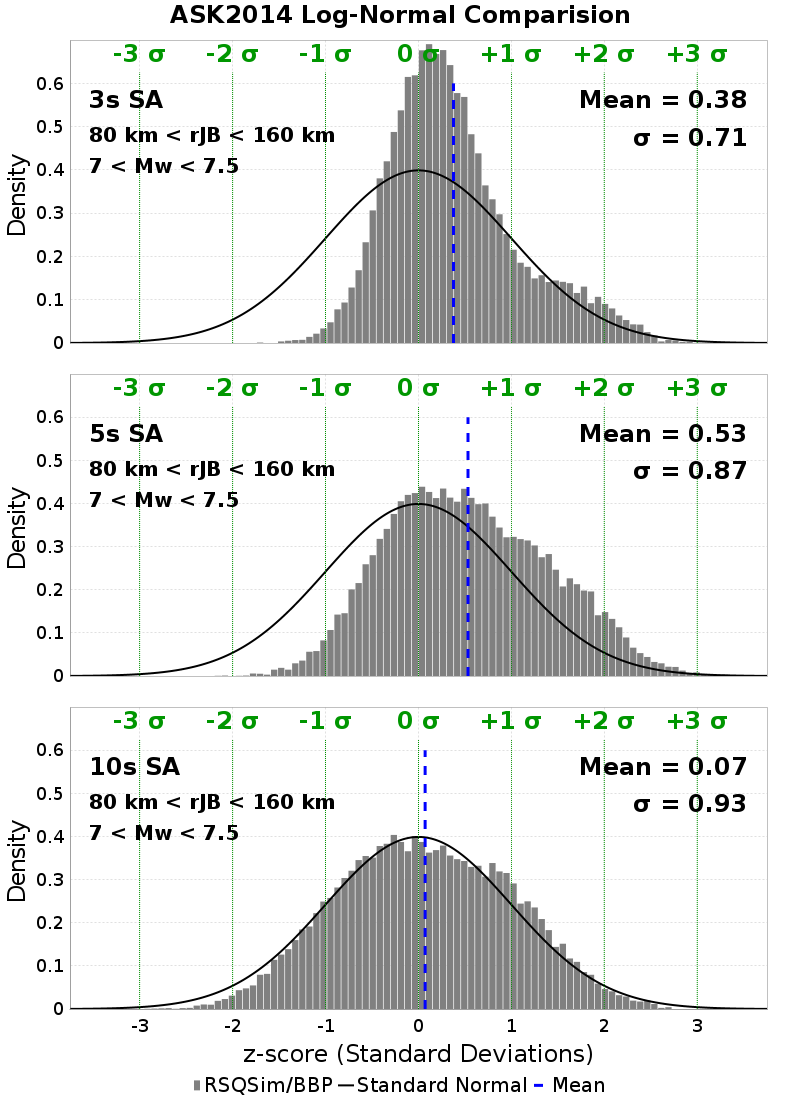 ASK2014 Log-Normal Comparision
-3 σ -2 σ -1 σ 0 σ +1 σ +2 σ +3 σ
3s SA
Mean = 0.38
80 km < rJB < 160 km
σ = 0.71
7 < Mw < 7.5
0.6
0.5
0.4
0.3
0.2
0.1
0
Density
-3 σ -2 σ -1 σ 0 σ +1 σ +2 σ +3 σ
5s SA
Mean = 0.53
80 km < rJB < 160 km
σ = 0.87
7 < Mw < 7.5
0.6
0.5
0.4
0.3
0.2
0.1
0
Density
-3 σ -2 σ -1 σ 0 σ +1 σ +2 σ +3 σ
10s SA
Mean = 0.07
80 km < rJB < 160 km
σ = 0.93
7 < Mw < 7.5
0.6
0.5
0.4
0.3
0.2
0.1
0
Density
-3 -2 -1 0 1 2 3
z-score (Standard Deviations)
RSQSim/BBP Standard Normal Mean